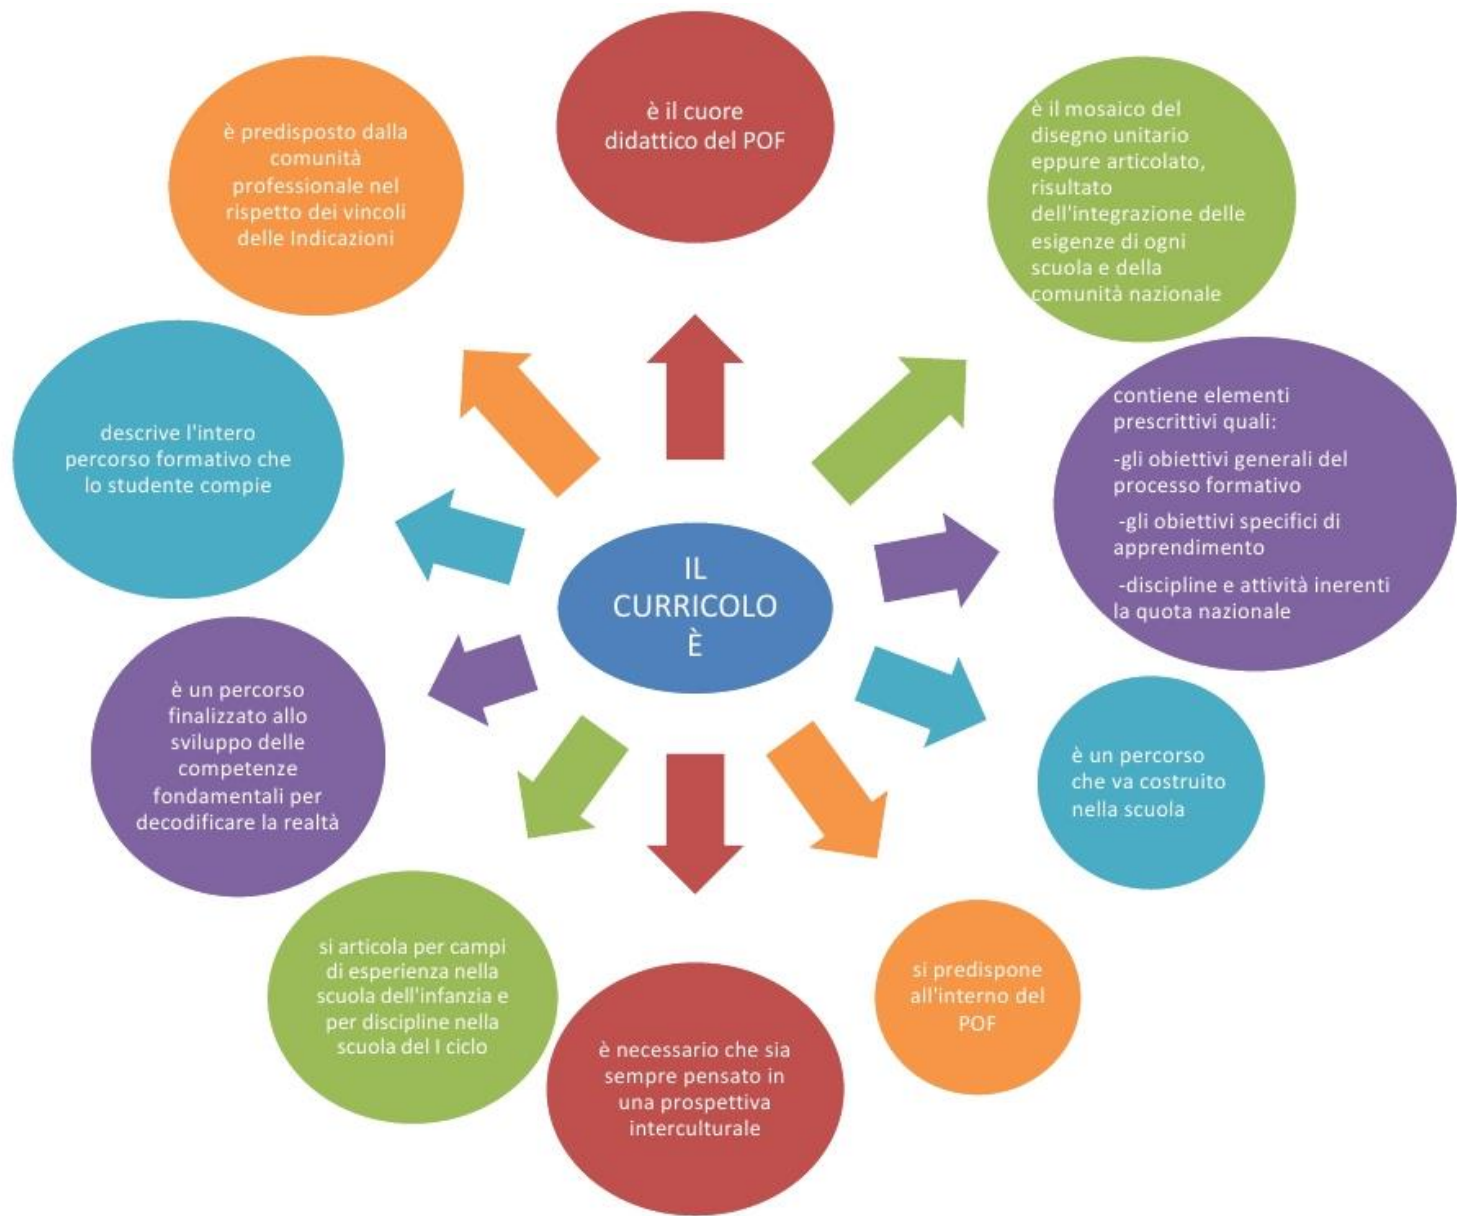 è il cuore
didattico del POF
è il mosaico del
disegno unitario
eppure articolato,
risultato
dell'integrazione delle
esigenze di ogni
scuola e della
comunità nazionale
contiene elementi
prescrittivi quali:
-gli obiettivi generali del
processo formativo
-gli obiettivi specifici di
apprendimento
-discipline e attività inerenti
la quota nazionale
è un percorso
che va costruito
nella scuola
si predispone
all'interno del
POF
è necessario che sia
sempre pensato in
una prospettiva
interculturale
si articola per campi
di esperienza nella
scuola dell'infanzia e
per discipline nella
scuola del I ciclo
è un percorso
finalizzato allo
sviluppo delle
competenze
fondamentali per
decodificare la realtà
descrive l'intero
percorso formativo che
lo studente compie
è predisposto dalla
comunità
professionale nel
rispetto dei vincoli
delle Indicazioni
IL
CURRICOLO
È